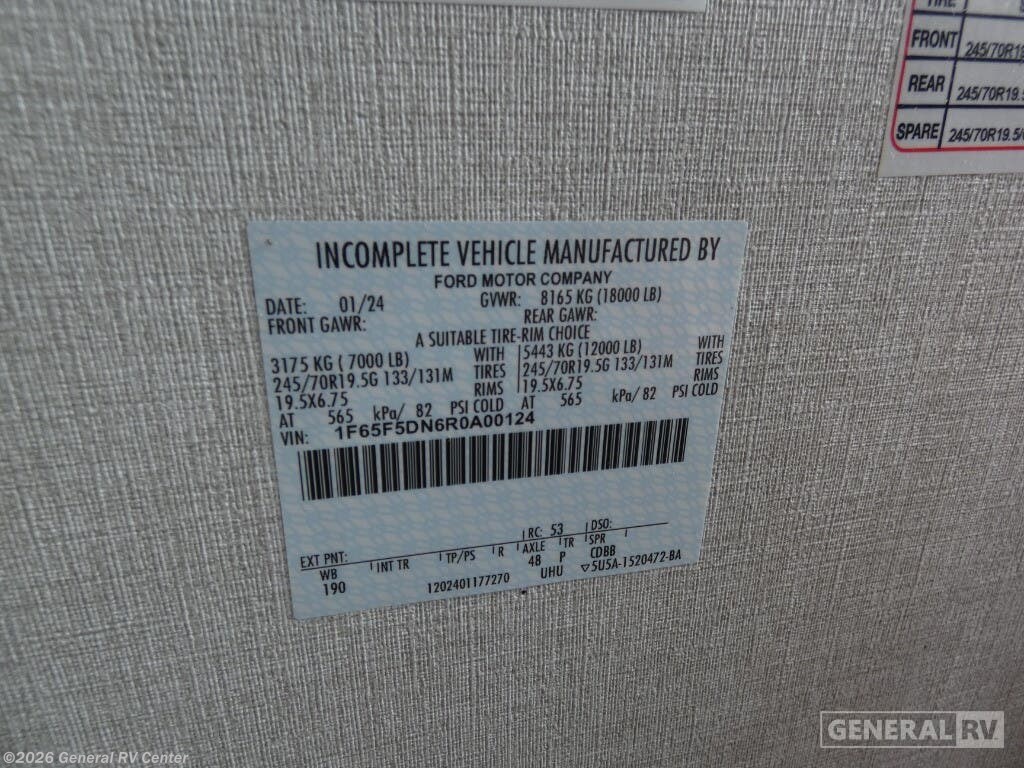 TIRE
FRONT 245/70R19
REAR 245/70R19.5
SPARE 245/70R19.5/
INCOMPLETE VEHICLE MANUFACTURED BY
FORD MOTOR COMPANY
DATE: 01/24 GVWR: 8165 KG (18000 LB)
FRONT GAWR: REAR GAWR:
A SUITABLE TIRE-RIM CHOICE
3175 KG ( 7000 LB) WITH 5443 KG (12000 LB) WITH
245/70R19.5G 133/131M TIRES 245/70R19.5G 133/131M TIRES
19.5X6.75 RIMS 19.5X6.75 RIMS
AT 565 kPa/ 82 PSI COLD AT 565 kPa/ 82 PSI COLD
VIN: 1F65F5DN6R0A00124
RC: 53 DSO:
EXT PNT: INT TR TP/PS R AXLE TR SPR
WB 48 P CDBB
190 1202401177270 UHU ▽5U5A-1520472-BA
GENERAL RV
©2026 General RV Center